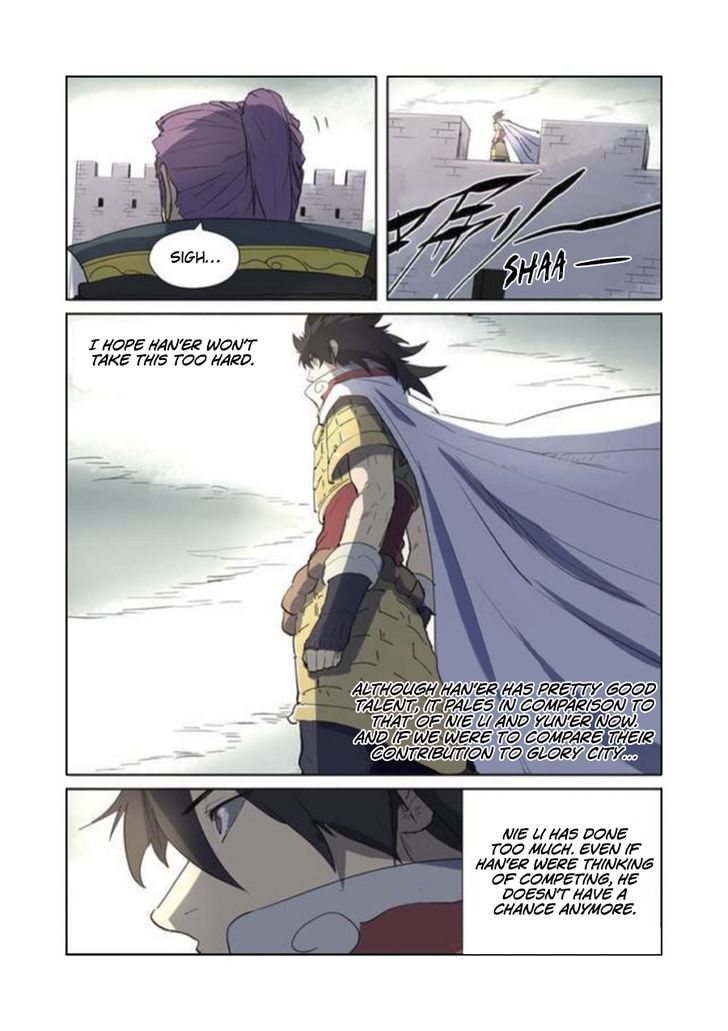 SIGH...
SHAA —
I HOPE HAN'ER WON'T
TAKE THIS TOO HARD.
ALTHOUGH HAN'ER HAS PRETTY GOOD
TALENT, IT PALES IN COMPARISON TO
THAT OF NIE LI AND YUN'ER NOW.
AND IF WE WERE TO COMPARE THEIR
CONTRIBUTION TO GLORY CITY...
NIE LI HAS DONE
TOO MUCH. EVEN IF
HAN'ER WERE THINKING
OF COMPETING, HE
DOESN'T HAVE A
CHANCE ANYMORE.